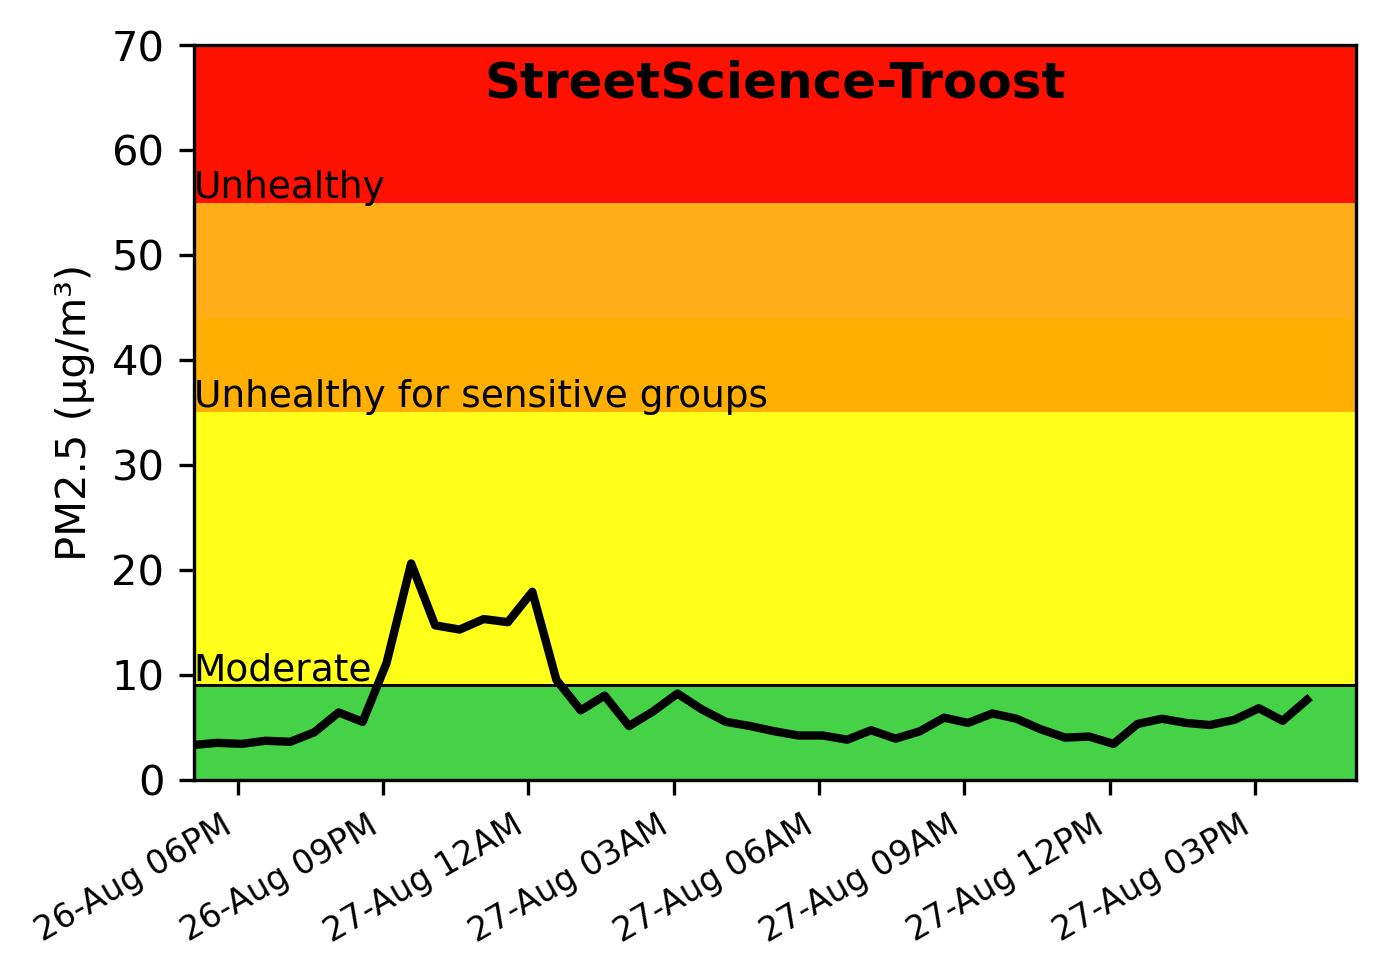 StreetScience-Troost
70
60
50
40
30
20
10
0
PM2.5 (µg/m³)
Unhealthy
Unhealthy for sensitive groups
Moderate
26-Aug 06PM
26-Aug 09PM
27-Aug 12AM
27-Aug 03AM
27-Aug 06AM
27-Aug 09AM
27-Aug 12PM
27-Aug 03PM